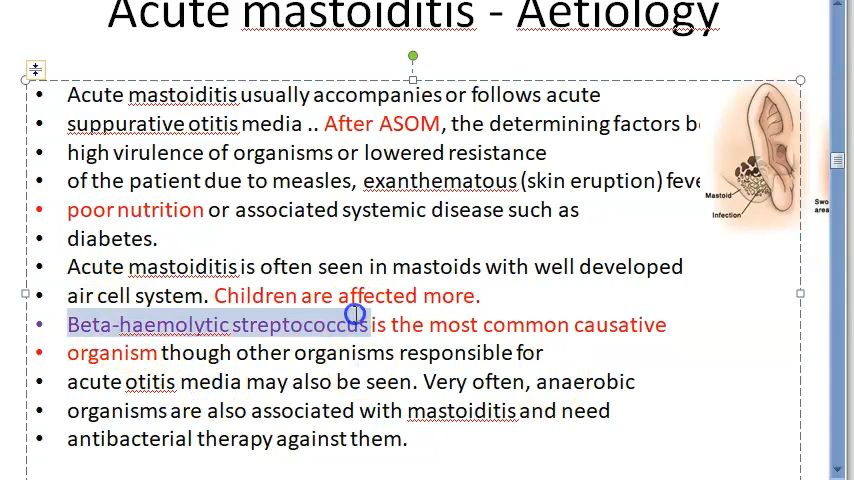 Acute mastoiditis - Aetiology
• Acute mastoiditis usually accompanies or follows acute
• suppurative otitis media .. After ASOM, the determining factors
• high virulence of organisms or lowered resistance
• of the patient due to measles, exanthematous (skin eruption)
• poor nutrition or associated systemic disease such as
• diabetes.
• Acute mastoiditis is often seen in mastoids with well developed
• air cell system. Children are affected more.
• Beta-haemolytic streptococcus is the most common causative
• organism though other organisms responsible for
• acute otitis media may also be seen. Very often, anaerobic
• organisms are also associated with mastoiditis and need
• antibacterial therapy against them.
Mastoid
Infection